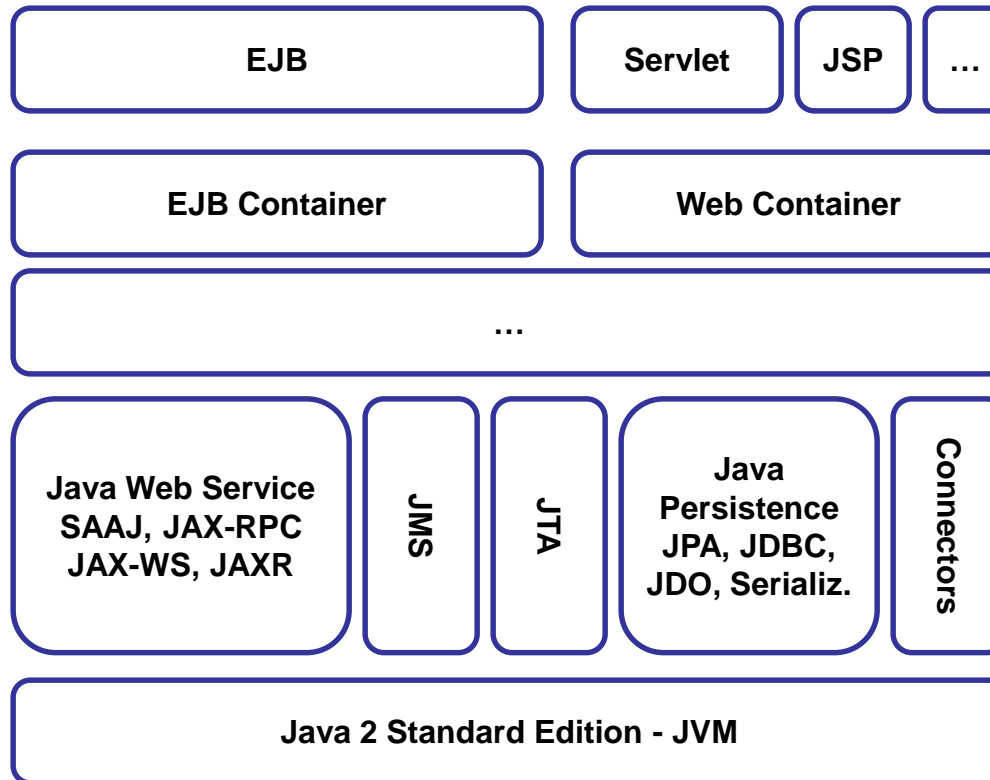 EJB
Servlet
JSP
…
EJB Container
Web Container
…
Java Web Service
SAAJ, JAX-RPC
JAX-WS, JAXR
JMS
JTA
Java
Persistence
JPA, JDBC,
JDO, Serializ.
Connectors
Java 2 Standard Edition - JVM